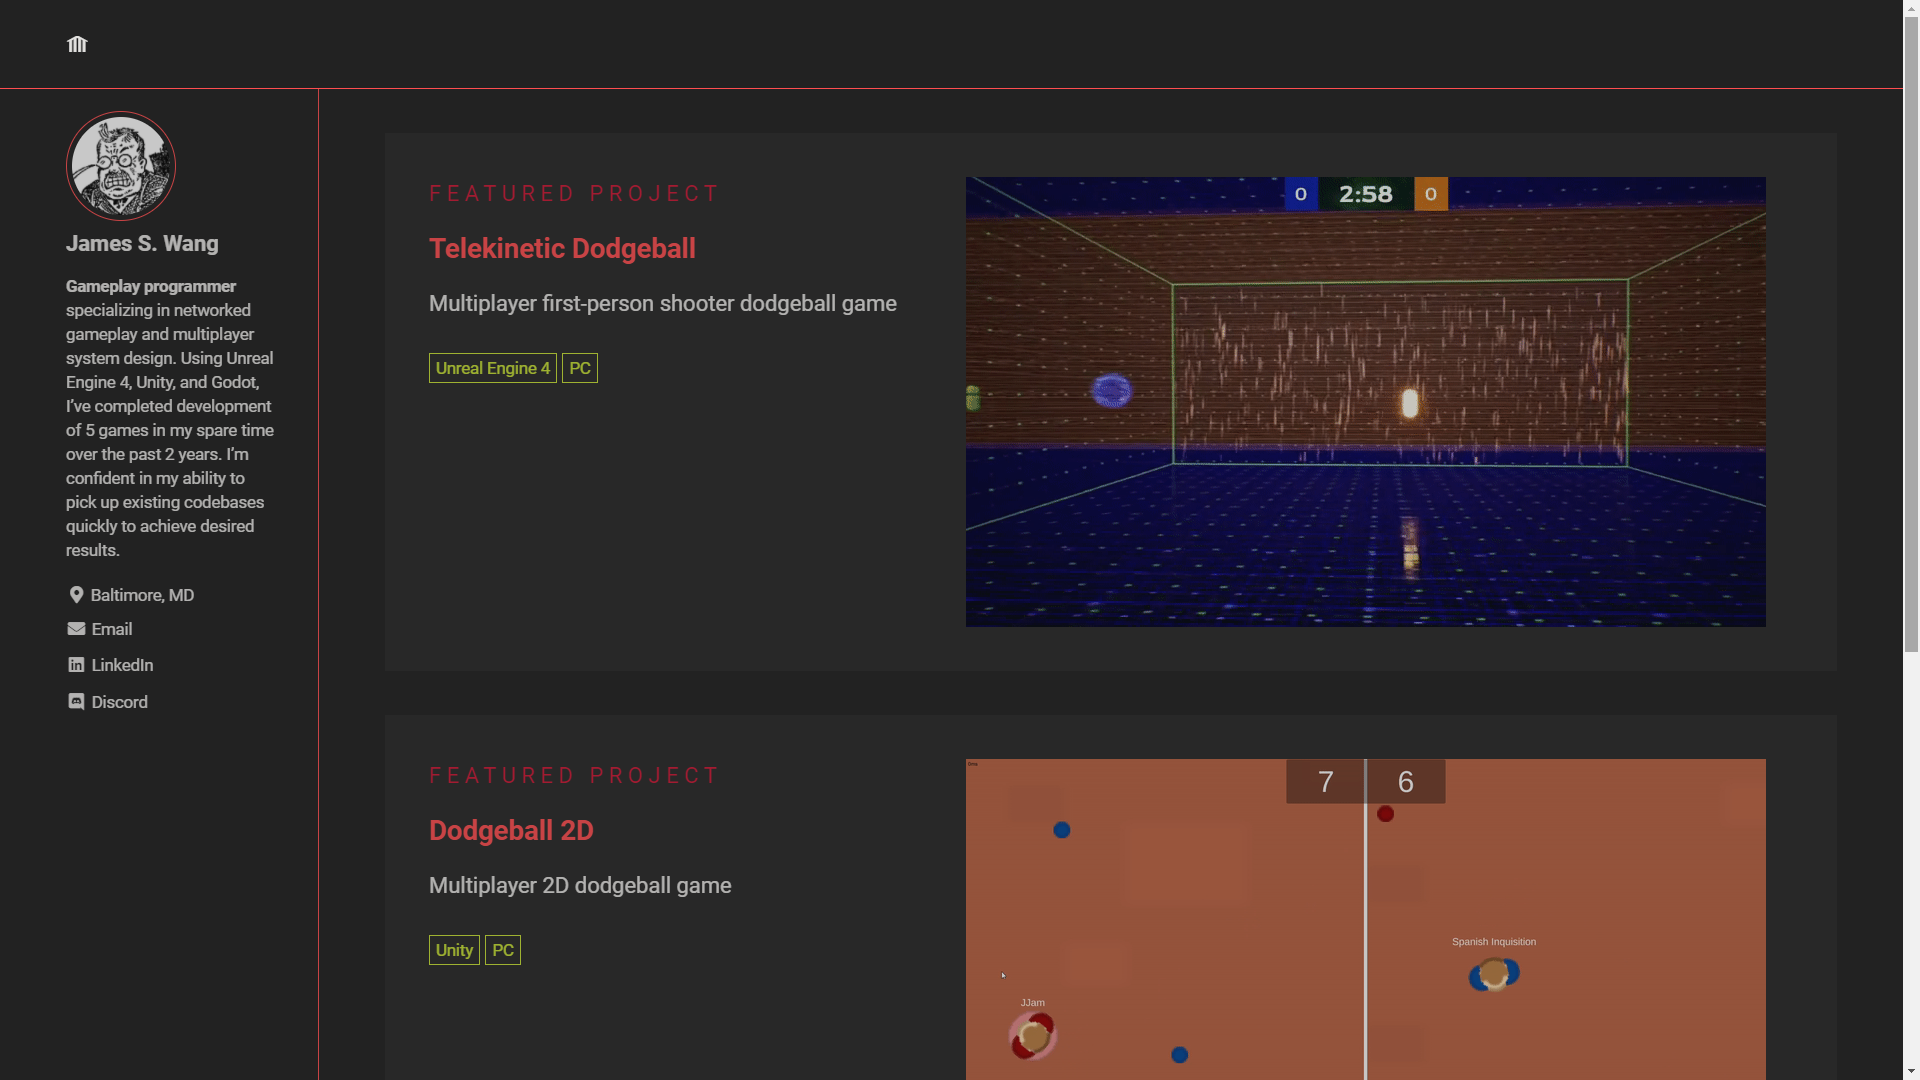 James S. Wang
Gameplay programmer
specializing in networked
gameplay and multiplayer
system design. Using Unreal
Engine 4, Unity, and Godot,
I've completed development
of 5 games in my spare time
over the past 2 years. I'm
confident in my ability to
pick up existing codebases
quickly to achieve desired
results.
Baltimore, MD
Email
LinkedIn
Discord
FEATURED PROJECT
Telekinetic Dodgeball
Multiplayer first-person shooter dodgeball game
Unreal Engine 4 PC
0 2:58 0
FEATURED PROJECT
Dodgeball 2D
Multiplayer 2D dodgeball game
Unity PC
7 6
Spanish Inquisition
JJam